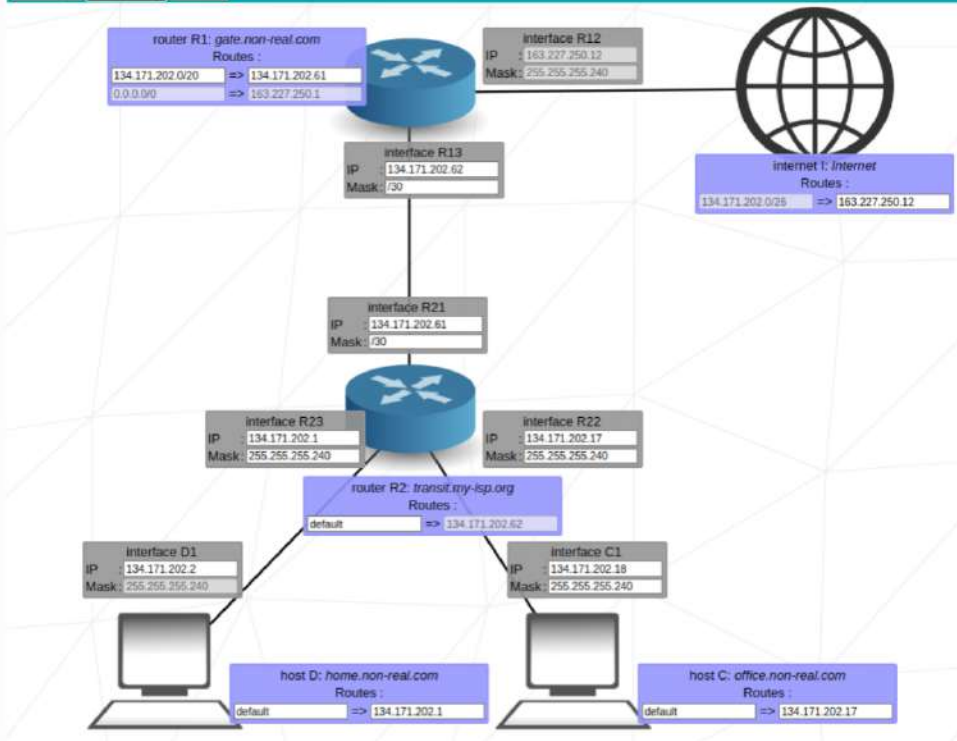 router R1: gate.non-real.com
Routes :
134.171.202.0/20 => 134.171.202.61
0.0.0.0/0 => 163.227.250.1
interface R12
IP : 163.227.250.12
Mask: 255.255.255.240
interface R13
IP : 134.171.202.62
Mask: /30
internet I: Internet
Routes :
134.171.202.0/26 => 163.227.250.12
interface R21
IP : 134.171.202.61
Mask: /30
interface R23
IP : 134.171.202.1
Mask: 255.255.255.240
interface R22
IP : 134.171.202.17
Mask: 255.255.255.240
router R2: transit.my-isp.org
Routes :
default => 134.171.202.62
interface D1
IP : 134.171.202.2
Mask: 255.255.255.240
interface C1
IP : 134.171.202.18
Mask: 255.255.255.240
host D: home.non-real.com
Routes :
default => 134.171.202.1
host C: office.non-real.com
Routes :
default => 134.171.202.17